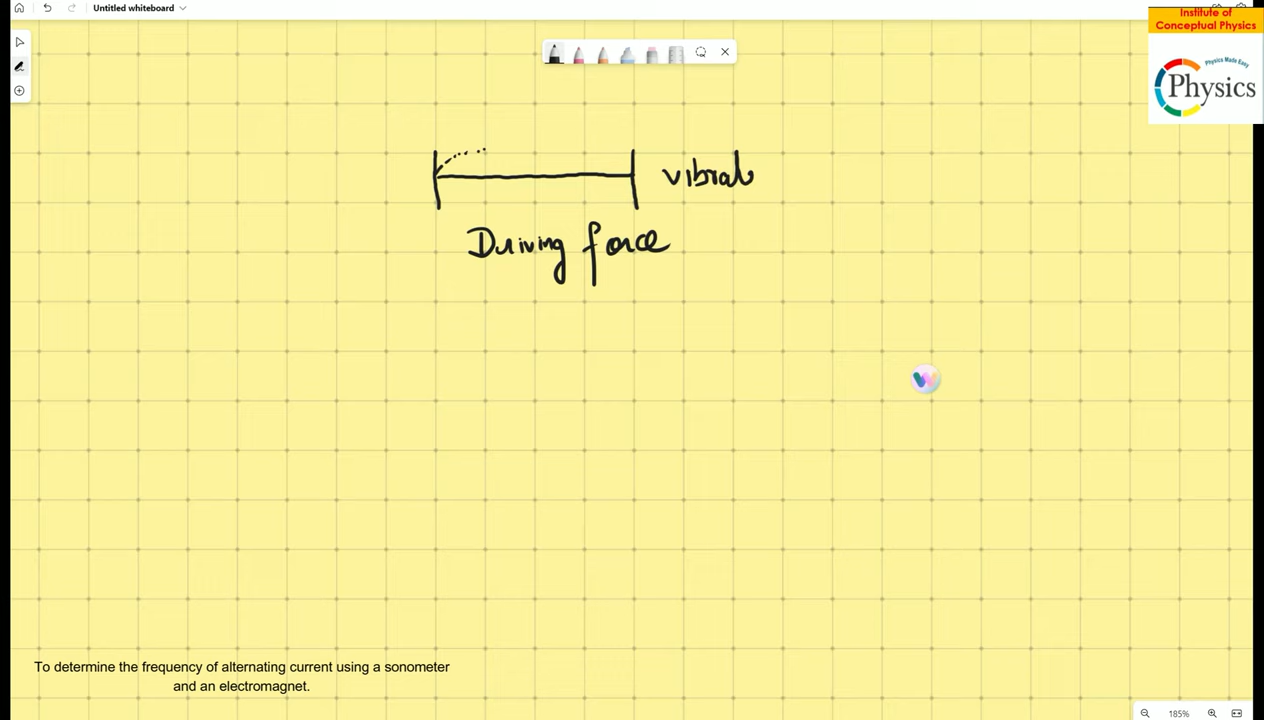 Untitled whiteboard
Institute of
Conceptual Physics
Physics Made Easy
Physics
vibrate
Driving force
To determine the frequency of alternating current using a sonometer
and an electromagnet.
185%